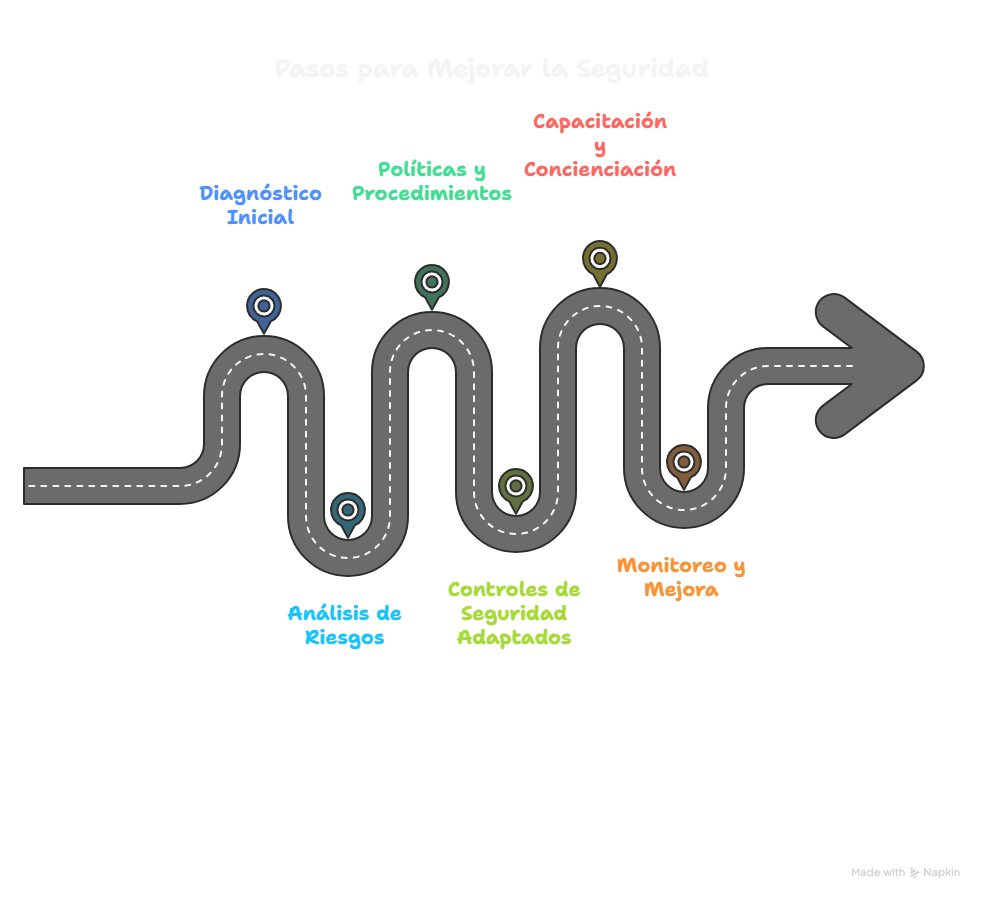 Pasos para Mejorar la Seguridad
Diagnóstico
Inicial
Análisis de
Riesgos
Políticas y
Procedimientos
Controles de
Seguridad
Adaptados
Capacitación
y
Concienciación
Monitoreo y
Mejora
Made with Napkin